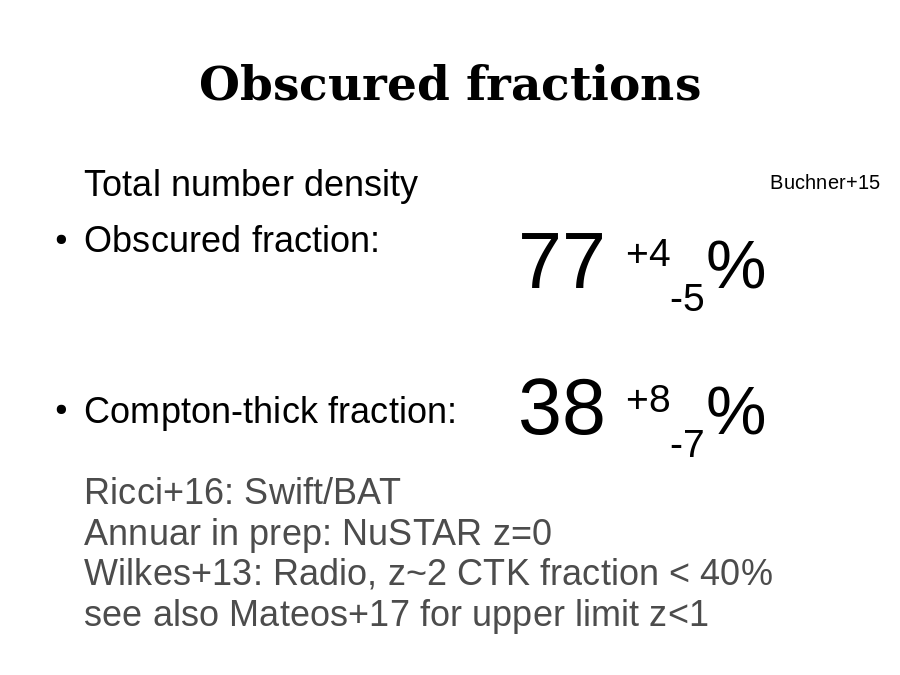 Obscured fractions
Total number density
Buchner+15
• Obscured fraction:
77 +4 -5 %
• Compton-thick fraction:
38 +8 -7 %
Ricci+16: Swift/BAT
Annuar in prep: NuSTAR z=0
Wilkes+13: Radio, z~2 CTK fraction < 40%
see also Mateos+17 for upper limit z<1